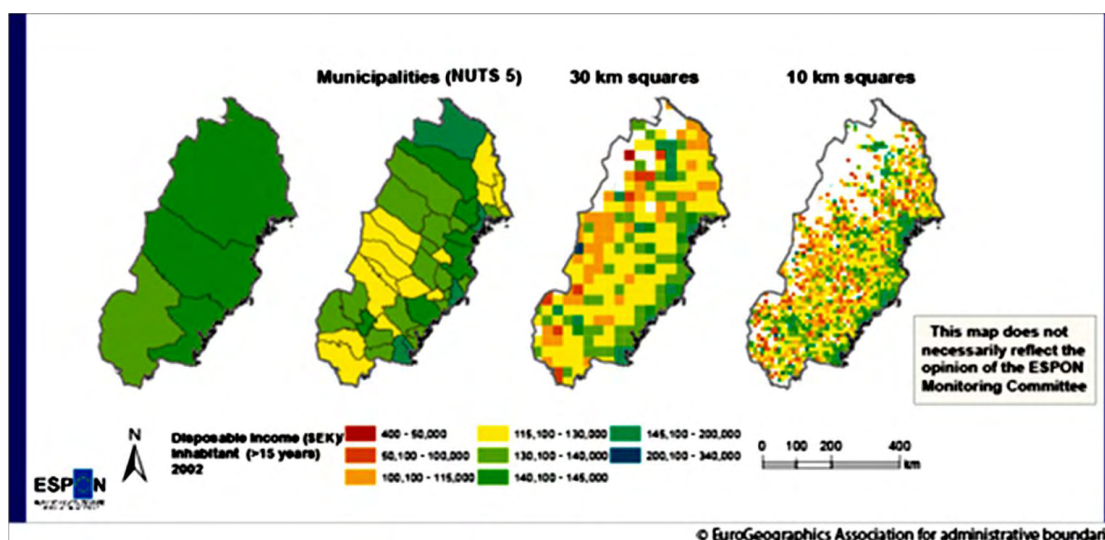 Municipalities (NUTS 5)
30 km squares
10 km squares
This map does not
necessarily reflect the
opinion of the ESPON
Monitoring Committee
N
Disposable Income (SEK)/
Inhabitant (>15 years)
2002
400 - 50,000
50,100 - 100,000
100,100 - 115,000
115,100 - 130,000
130,100 - 140,000
140,100 - 145,000
145,100 - 200,000
200,100 - 340,000
0 100 200 400
km
ESPON
© EuroGeographics Association for administrative boundari